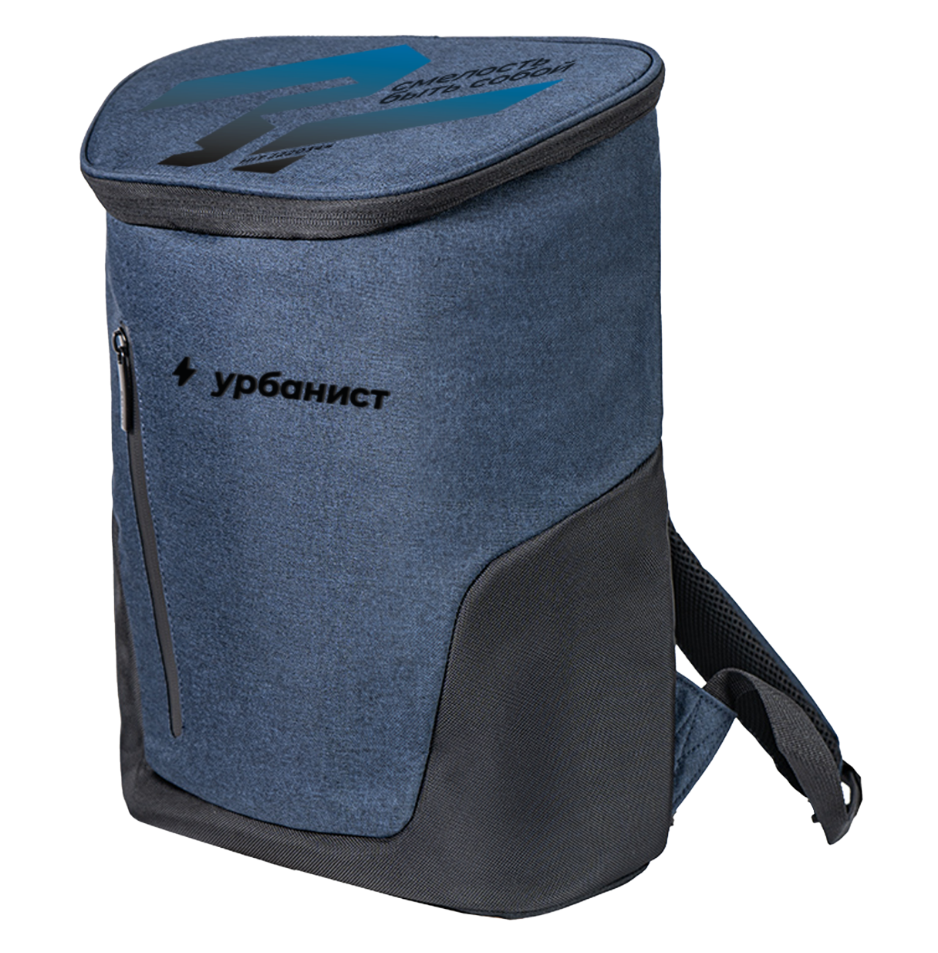 смелость
быть собой
урбанист